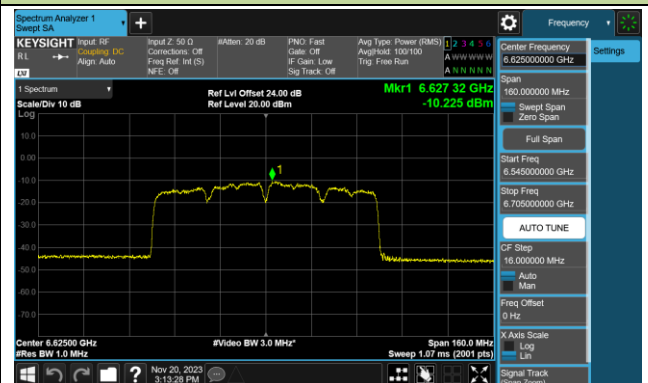 Spectrum Analyzer 1
Swept SA
+
Frequency
KEYSIGHT
RL
LXI
Input: RF
Coupling: DC
Align: Auto
Input Z: 50 Ω
Corrections: Off
Freq Ref: Int (S)
NFE: Off
#Atten: 20 dB
PNO: Fast
Gate: Off
IF Gain: Low
Sig Track: Off
Avg Type: Power (RMS)
Avg|Hold: 100/100
Trig: Free Run
1 2 3 4 5 6
A W W W W W
A N N N N N
1 Spectrum
Scale/Div 10 dB
Log
Ref Lvl Offset 24.00 dB
Ref Level 20.00 dBm
Mkr1 6.627 32 GHz
-10.225 dBm
10.0
0.00
-10.0
-20.0
-30.0
-40.0
-50.0
-60.0
-70.0
1
Center 6.62500 GHz
#Res BW 1.0 MHz
#Video BW 3.0 MHz*
Span 160.0 MHz
Sweep 1.07 ms (2001 pts)
?
Nov 20, 2023
3:13:28 PM
Center Frequency
6.625000000 GHz
Span
160.000000 MHz
Swept Span
Zero Span
Full Span
Start Freq
6.545000000 GHz
Stop Freq
6.705000000 GHz
AUTO TUNE
CF Step
16.000000 MHz
Auto
Man
Freq Offset
0 Hz
X Axis Scale
Log
Lin
Signal Track
(Span Zoom)
Settings